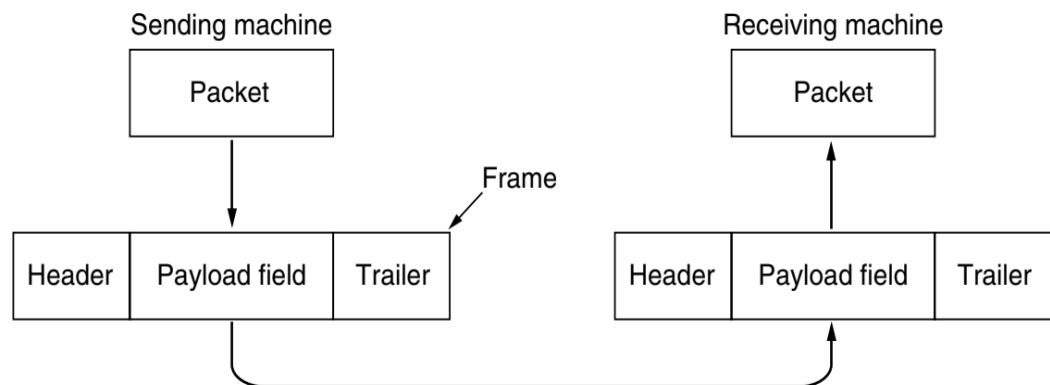 Sending machine
Receiving machine
Packet
Packet
Frame
Header
Payload field
Trailer
Header
Payload field
Trailer